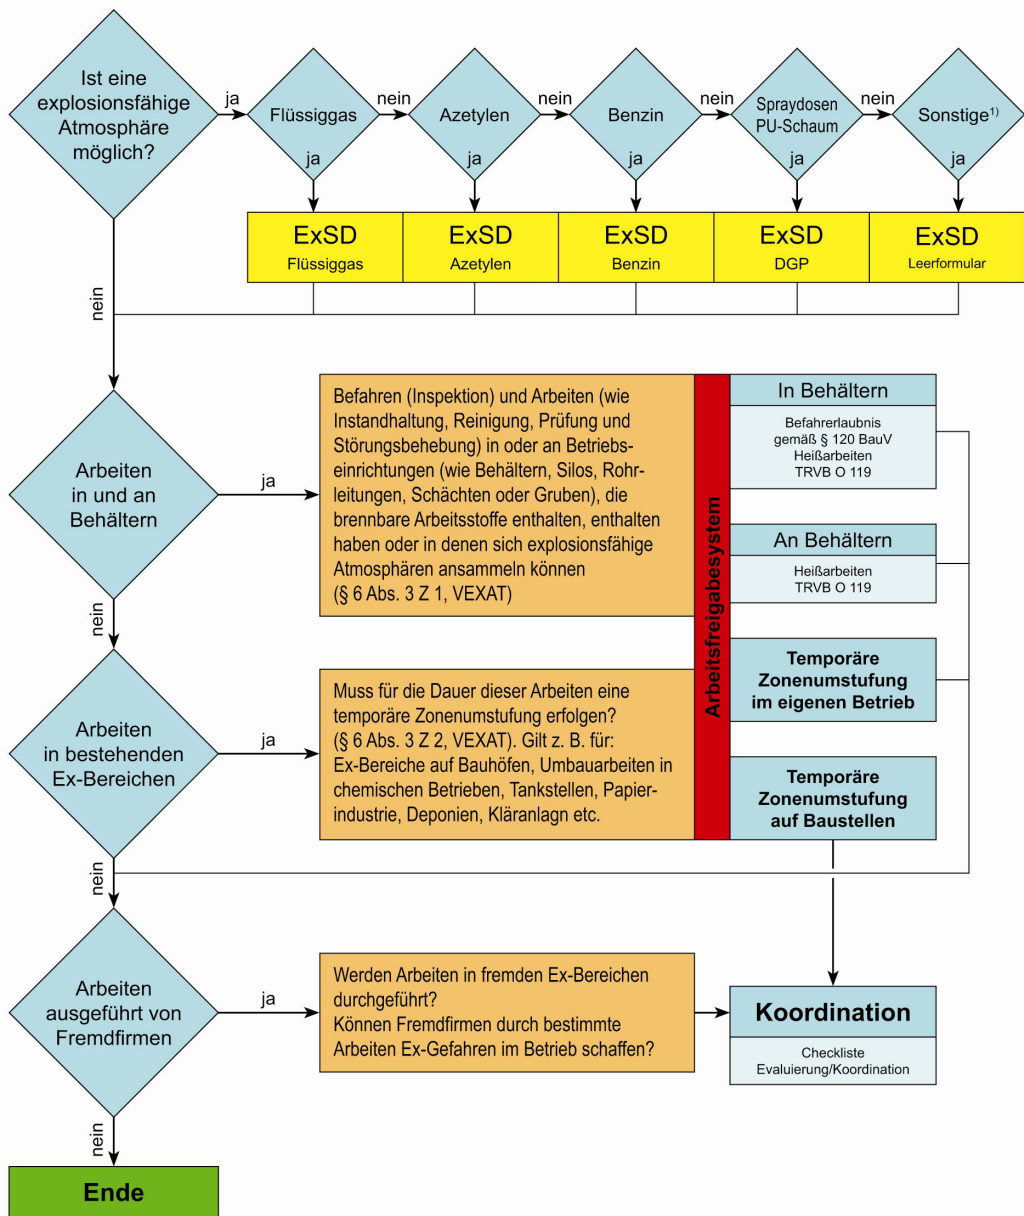 Ist eine
explosionsfähige
Atmosphäre
möglich?
ja
Flüssiggas
ja
nein
Azetylen
ja
nein
Benzin
ja
nein
Spraydosen
PU-Schaum
ja
nein
Sonstige1)
ja
ExSD
Flüssiggas
ExSD
Azetylen
ExSD
Benzin
ExSD
DGP
ExSD
Leerformular
nein
Arbeiten
in und an
Behältern
ja
Befahren (Inspektion) und Arbeiten (wie
Instandhaltung, Reinigung, Prüfung und
Störungsbehebung) in oder an Betriebs-
einrichtungen (wie Behältern, Silos, Rohr-
leitungen, Schächten oder Gruben), die
brennbare Arbeitsstoffe enthalten, enthalten
haben oder in denen sich explosionsfähige
Atmosphären ansammeln können
(§ 6 Abs. 3 Z 1, VEXAT)
Arbeitsfreigabesystem
In Behältern
Befahrerlaubnis
gemäß § 120 BauV
Heißarbeiten
TRVB O 119
An Behältern
Heißarbeiten
TRVB O 119
nein
Arbeiten
in bestehenden
Ex-Bereichen
ja
Muss für die Dauer dieser Arbeiten eine
temporäre Zonenumstufung erfolgen?
(§ 6 Abs. 3 Z 2, VEXAT). Gilt z. B. für:
Ex-Bereiche auf Bauhöfen, Umbauarbeiten in
chemischen Betrieben, Tankstellen, Papier-
industrie, Deponien, Kläranlagn etc.
Temporäre
Zonenumstufung
im eigenen Betrieb
Temporäre
Zonenumstufung
auf Baustellen
nein
Arbeiten
ausgeführt von
Fremdfirmen
ja
Werden Arbeiten in fremden Ex-Bereichen
durchgeführt?
Können Fremdfirmen durch bestimmte
Arbeiten Ex-Gefahren im Betrieb schaffen?
Koordination
Checkliste
Evaluierung/Koordination
nein
Ende